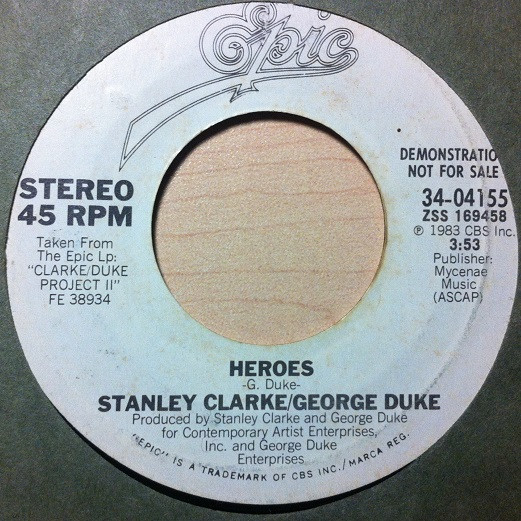 Epic
STEREO
45 RPM
Taken From
The Epic Lp:
"CLARKE/DUKE
PROJECT II"
FE 38934
DEMONSTRATIO
NOT FOR SALE
34-04155
ZSS 169458
℗ 1983 CBS Inc.
3:53
Publisher:
Mycenae
Music
(ASCAP)
HEROES
-G. Duke-
STANLEY CLARKE/GEORGE DUKE
Produced by Stanley Clarke and George Duke
for Contemporary Artist Enterprises,
Inc. and George Duke
Enterprises
"EPIC" IS A TRADEMARK OF CBS INC./MARCA REG.